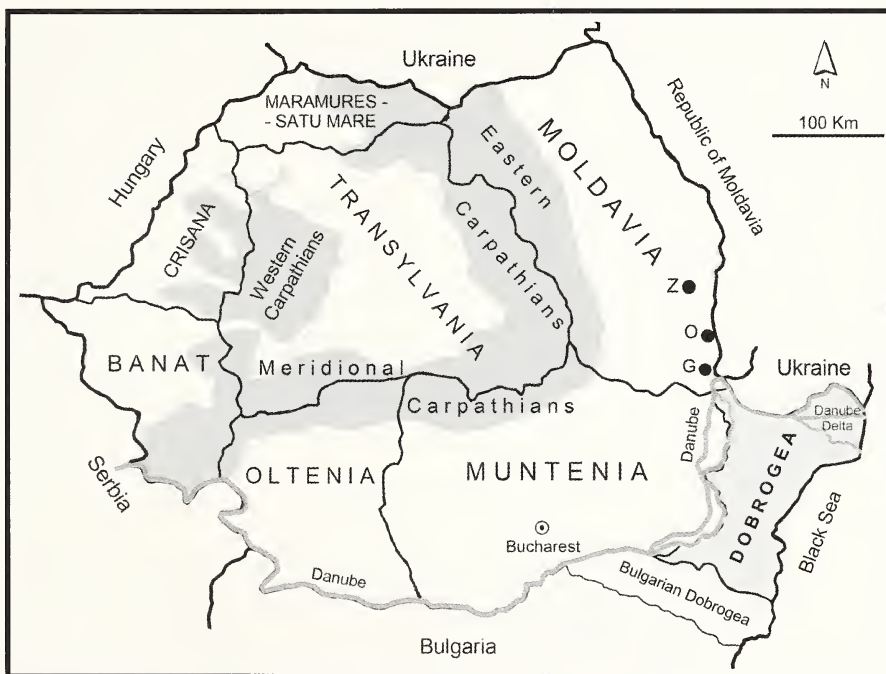 Ukraine
N
MARAMURES -
- SATU MARE
100 Km
Hungary
Eastern
MOLDAVIA
Republic of Moldavia
CRISANA
TRANSYLVANIA
Carpathians
Western
Carpathians
Z
O
BANAT
Meridional
G
Ukraine
Carpathians
Danube
Delta
Danube
Serbia
OLTENIA
MUNTENIA
DOBROGEA
Black Sea
Bucharest
Danube
Bulgarian Dobrogea
Bulgaria